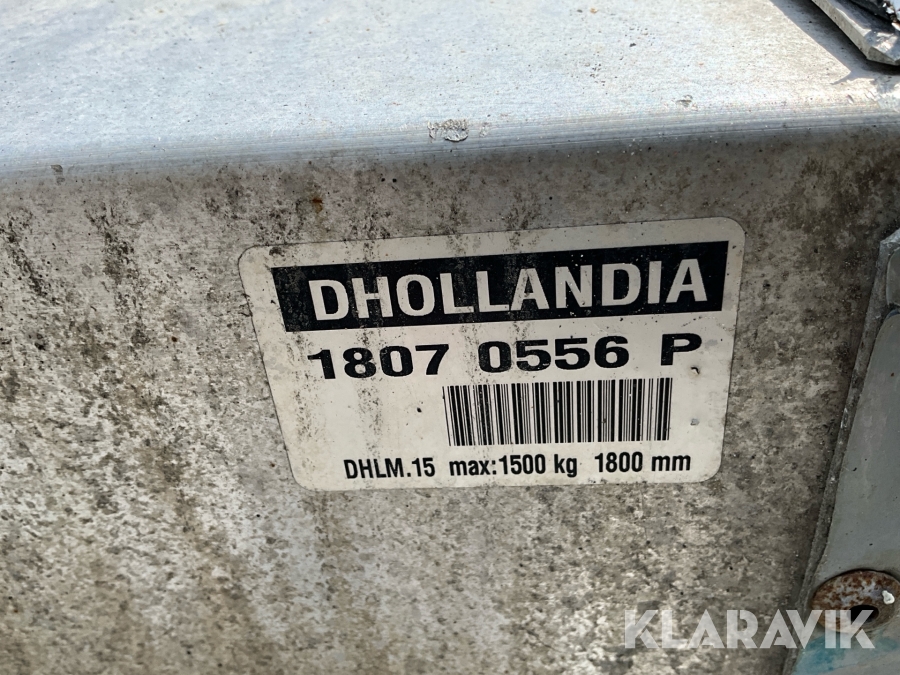 DHOLLANDIA
1807 0556 P
DHLM.15 max:1500 kg 1800 mm
KLARAVIK